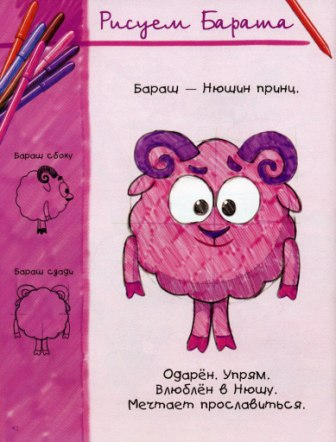 Рисуем Бараша
Бараш — Нюшин принц.
Бараш сбоку
Бараш сзади
Одарён. Упрям.
Влюблён в Нюшу.
Мечтает прославиться.